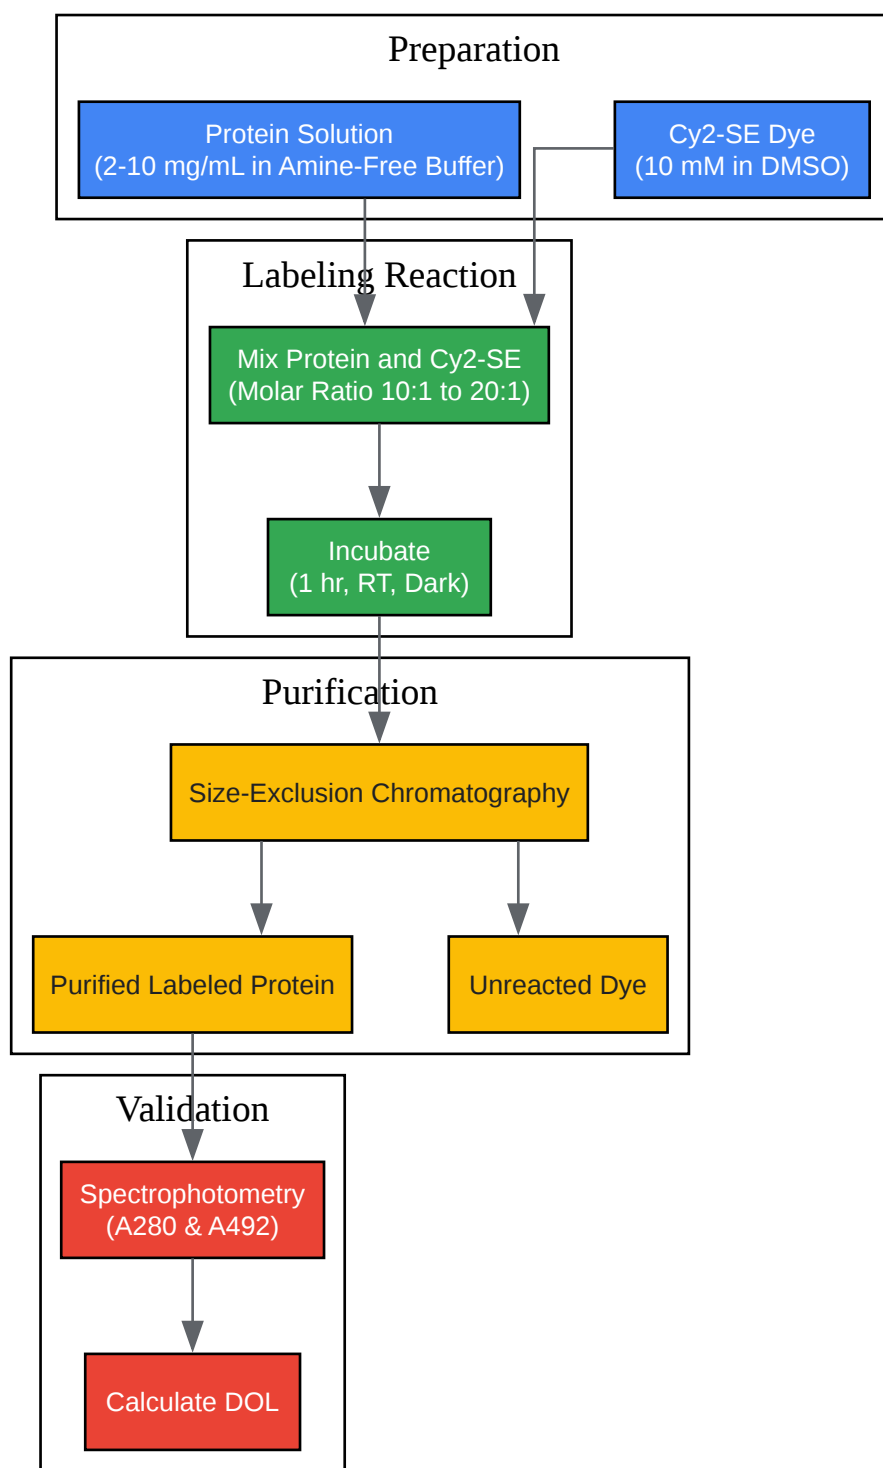 Preparation
Protein Solution
(2-10 mg/mL in Amine-Free Buffer)
Cy2-SE Dye
(10 mM in DMSO)
Labeling Reaction
Mix Protein and Cy2-SE
(Molar Ratio 10:1 to 20:1)
Incubate
(1 hr, RT, Dark)
Purification
Size-Exclusion Chromatography
Purified Labeled Protein
Unreacted Dye
Validation
Spectrophotometry
(A280 & A492)
Calculate DOL